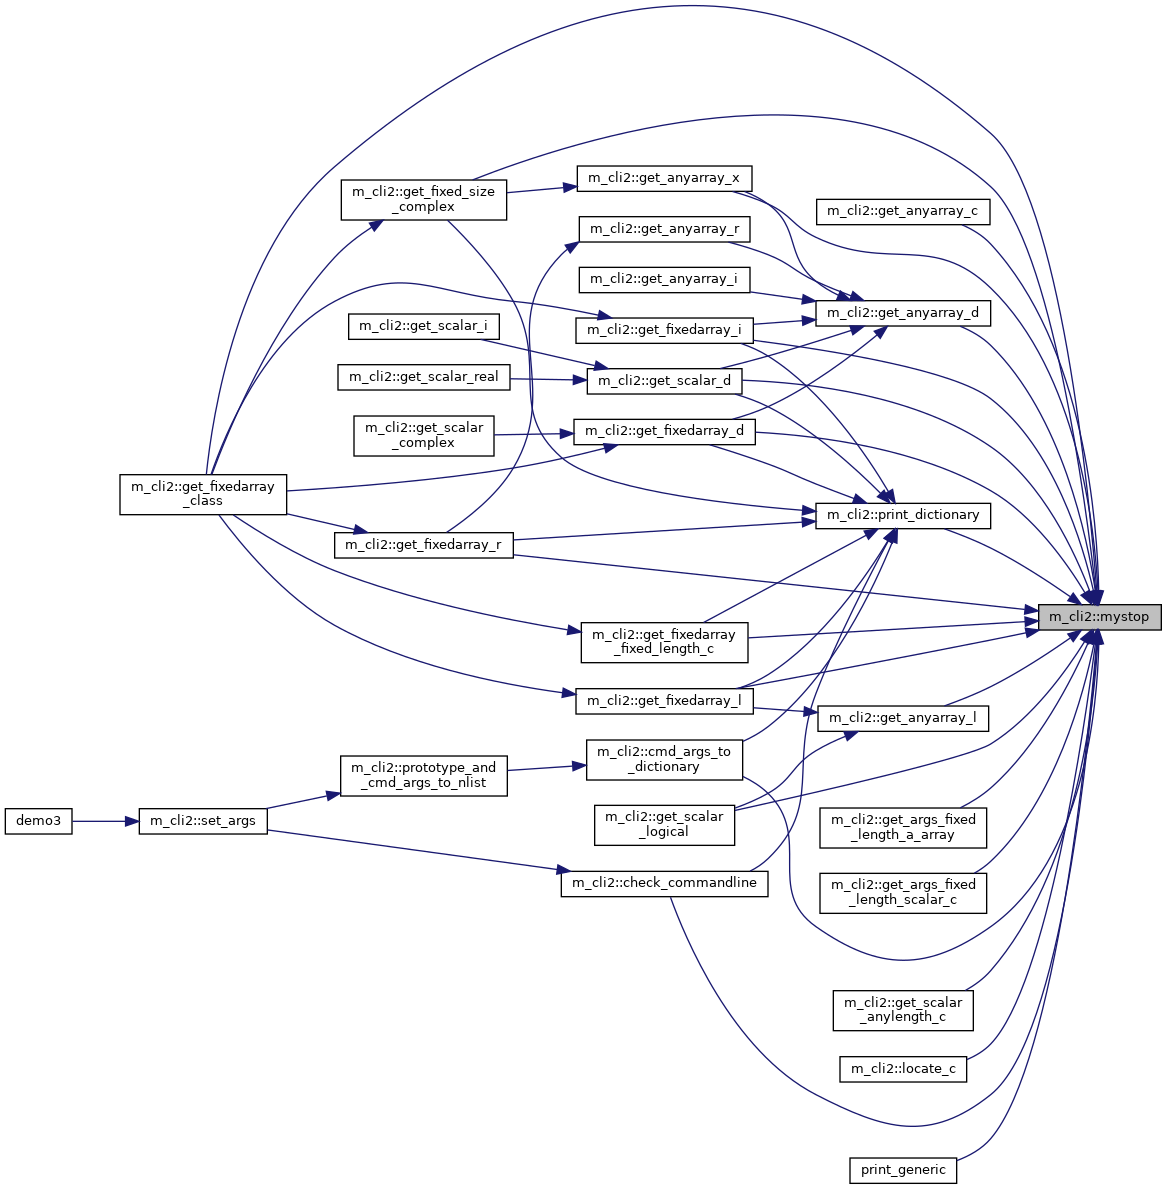 m_cli2::get_anyarray_x
m_cli2::get_fixed_size
_complex
m_cli2::get_anyarray_c
m_cli2::get_anyarray_r
m_cli2::get_anyarray_i
m_cli2::get_anyarray_d
m_cli2::get_scalar_i
m_cli2::get_fixedarray_i
m_cli2::get_scalar_real
m_cli2::get_scalar_d
m_cli2::get_scalar
_complex
m_cli2::get_fixedarray_d
m_cli2::get_fixedarray
_class
m_cli2::print_dictionary
m_cli2::get_fixedarray_r
m_cli2::mystop
m_cli2::get_fixedarray
_fixed_length_c
m_cli2::get_fixedarray_l
m_cli2::get_anyarray_l
m_cli2::cmd_args_to
_dictionary
m_cli2::prototype_and
_cmd_args_to_nlist
demo3
m_cli2::set_args
m_cli2::get_scalar
_logical
m_cli2::get_args_fixed
_length_a_array
m_cli2::check_commandline
m_cli2::get_args_fixed
_length_scalar_c
m_cli2::get_scalar
_anylength_c
m_cli2::locate_c
print_generic